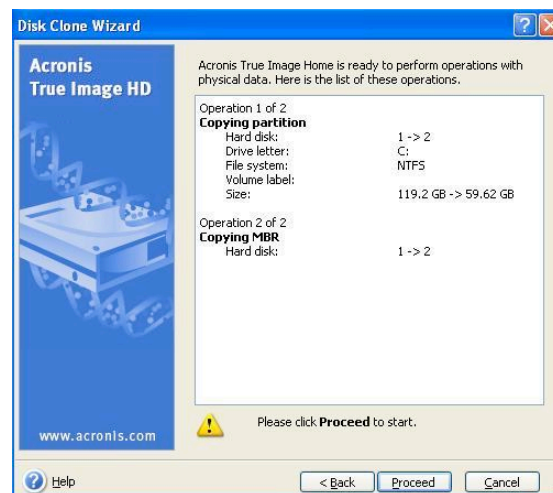 Disk Clone Wizard
Acronis
True Image HD
Acronis True Image Home is ready to perform operations with
physical data. Here is the list of these operations.
Operation 1 of 2
Copying partition
Hard disk: 1 -> 2
Drive letter: C:
File system: NTFS
Volume label:
Size: 119.2 GB -> 59.62 GB
Operation 2 of 2
Copying MBR
Hard disk: 1 -> 2
www.acronis.com
Please click Proceed to start.
Help
< Back
Proceed
Cancel